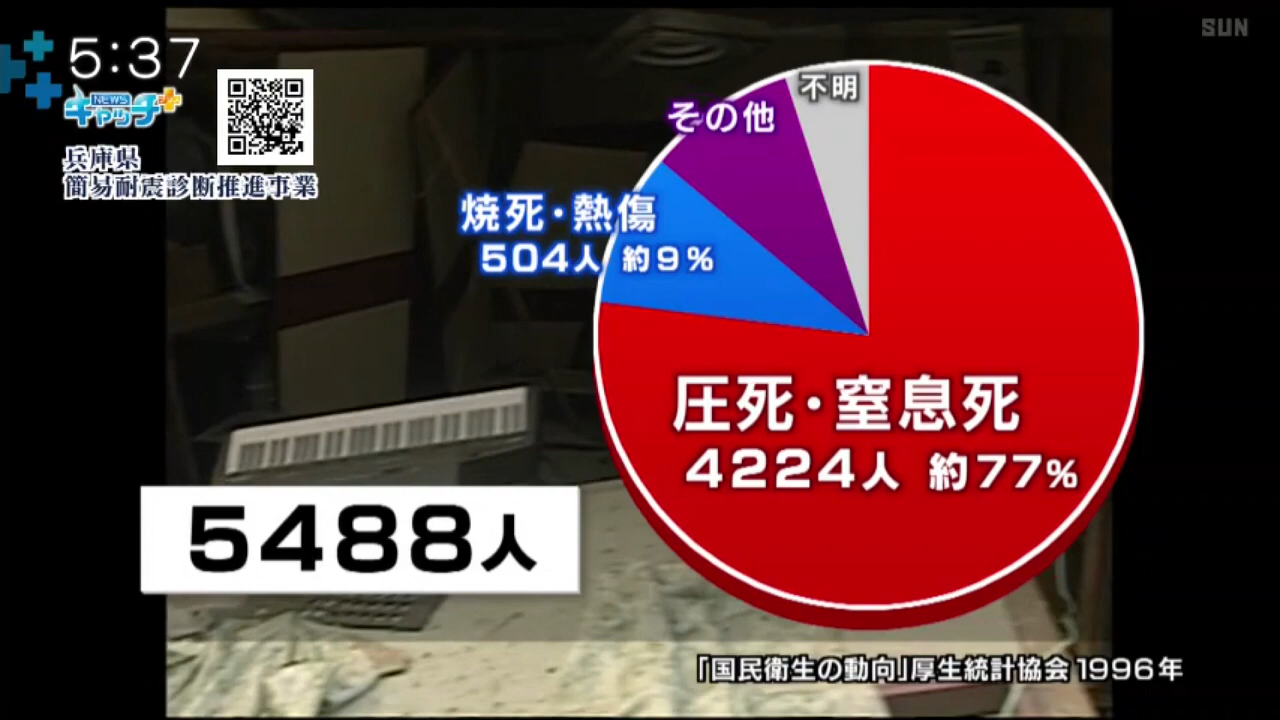 5:37
SUN
NEWS
キャッチ+
兵庫県
簡易耐震診断推進事業
不明
その他
焼死・熱傷
504人 約9%
圧死・窒息死
4224人 約77%
5488人
「国民衛生の動向」厚生統計協会1996年